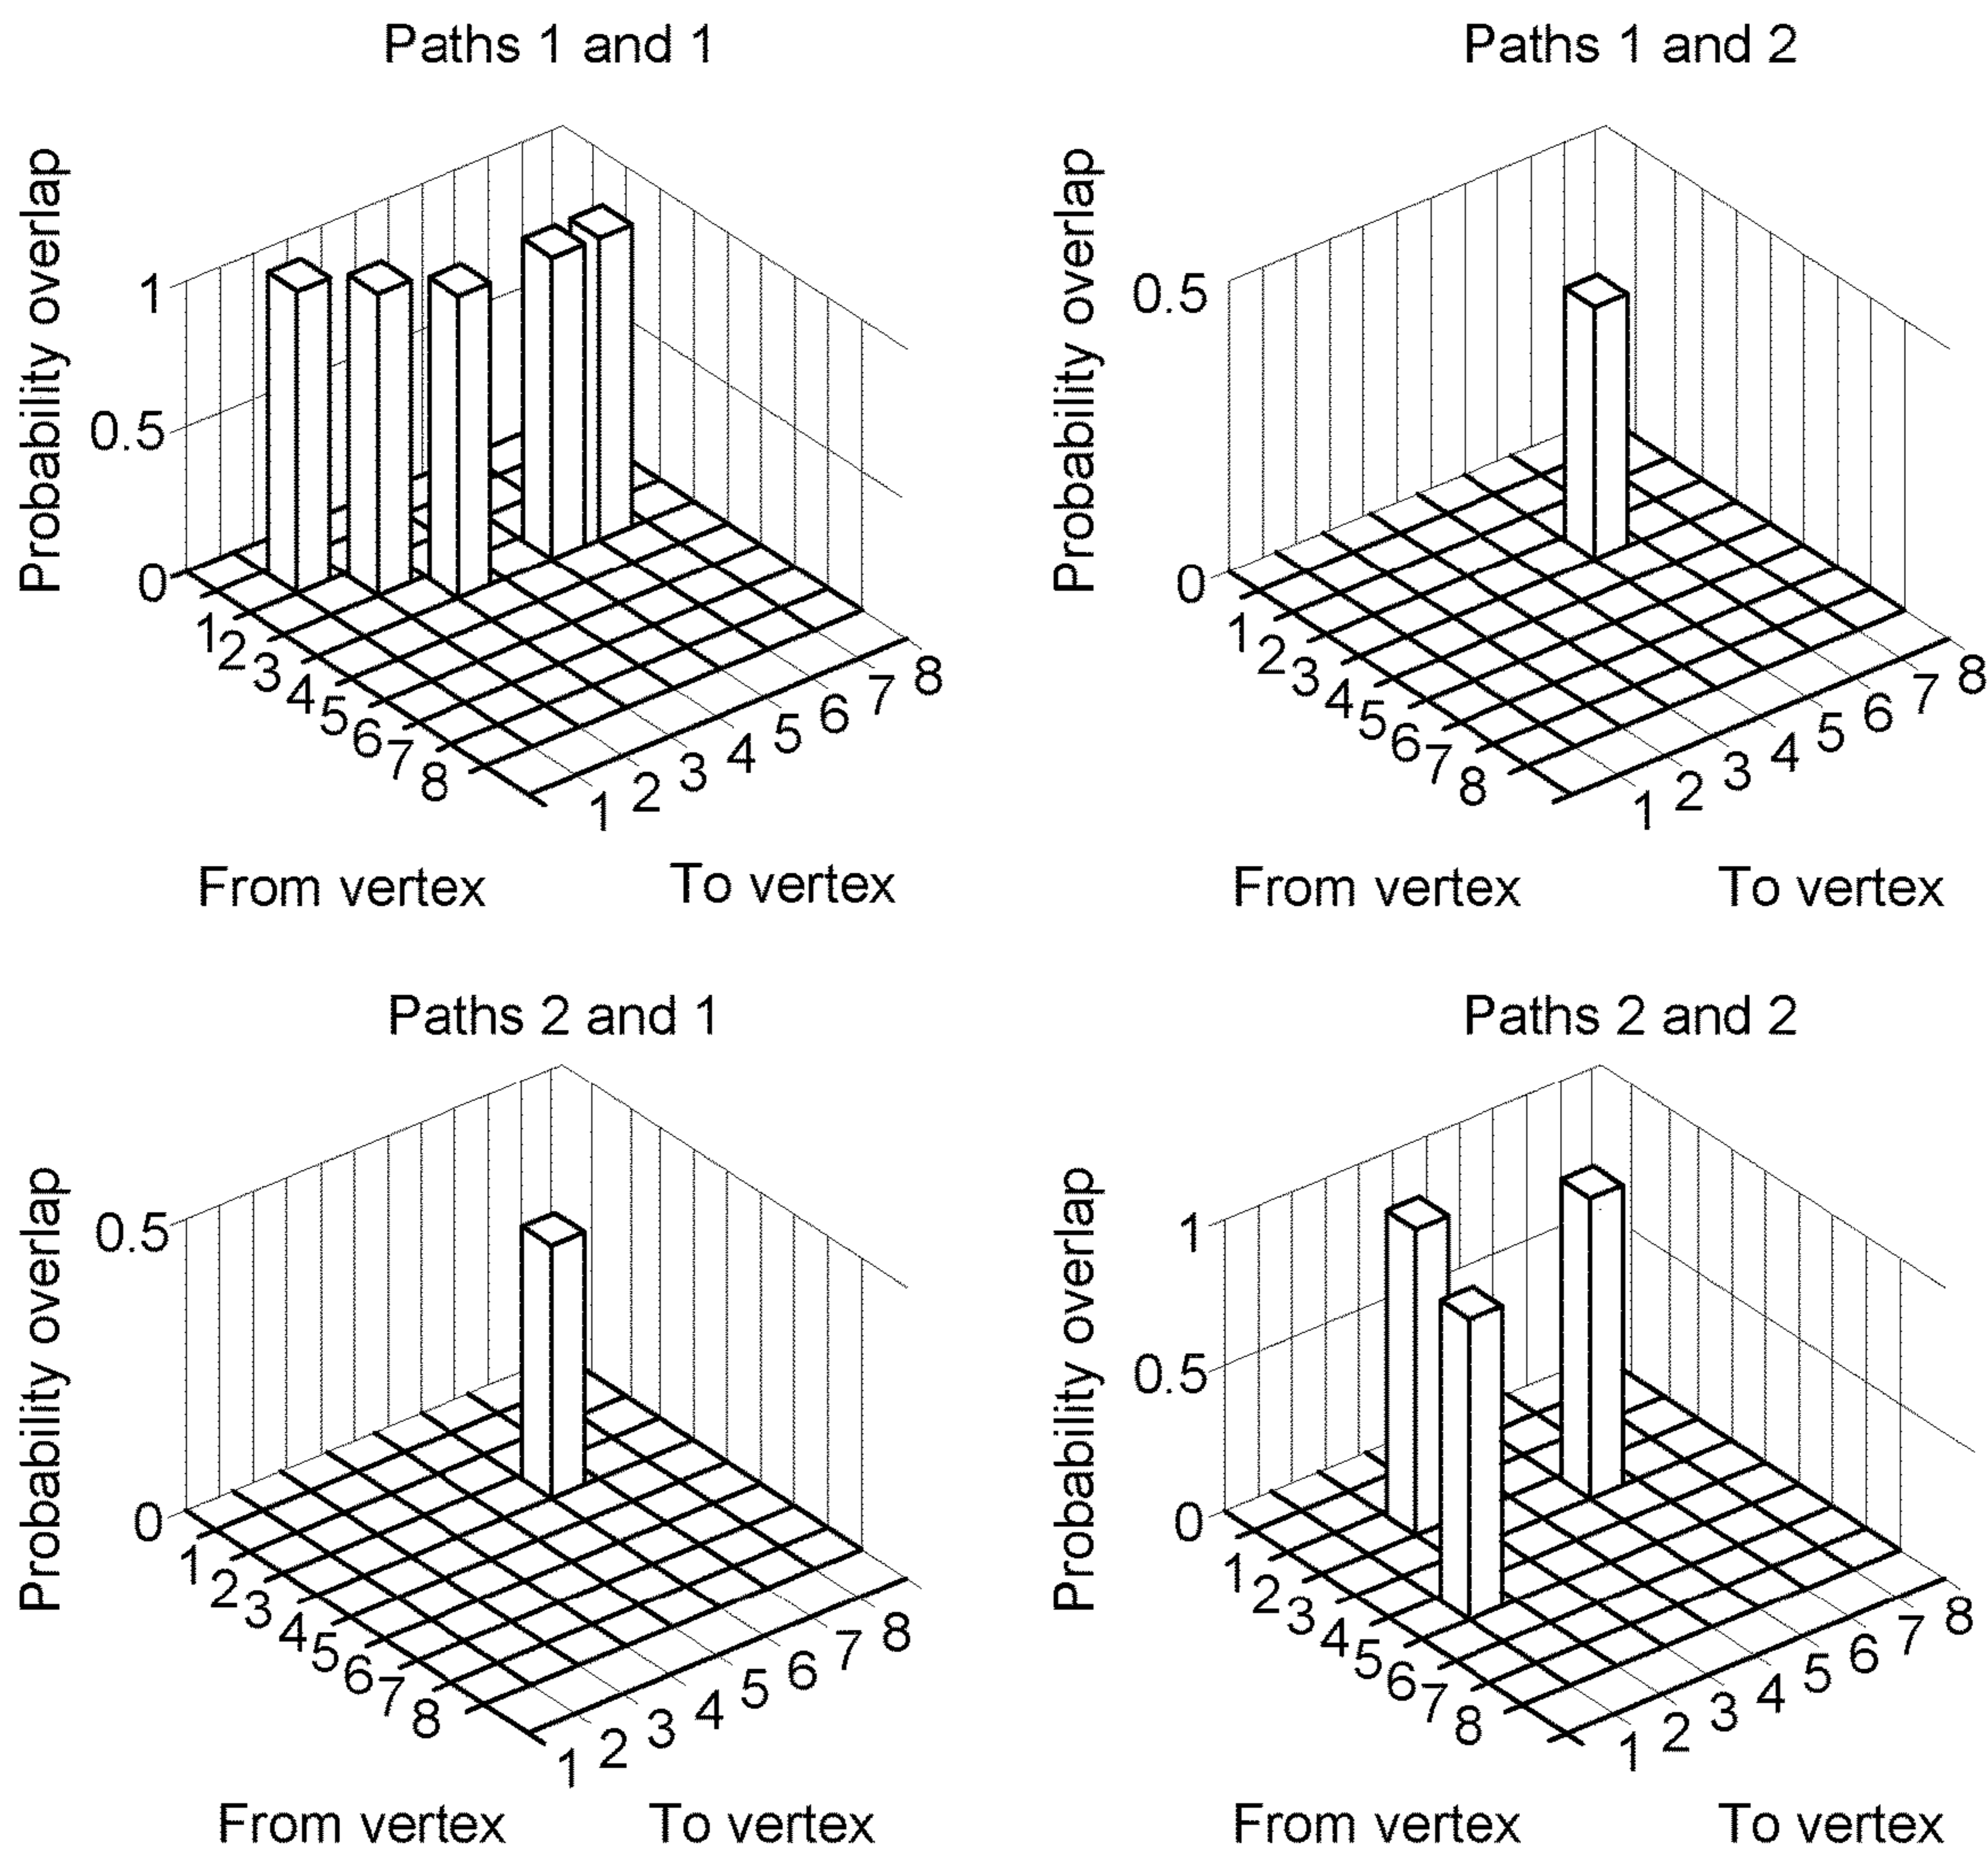 Paths 1 and 1
Probability overlap
1
0.5
0
1 2 3 4 5 6 7 8
1 2 3 4 5 6 7 8
From vertex
To vertex
Paths 1 and 2
Probability overlap
0.5
0
1 2 3 4 5 6 7 8
1 2 3 4 5 6 7 8
From vertex
To vertex
Paths 2 and 1
Probability overlap
0.5
0
1 2 3 4 5 6 7 8
1 2 3 4 5 6 7 8
From vertex
To vertex
Paths 2 and 2
Probability overlap
1
0.5
0
1 2 3 4 5 6 7 8
1 2 3 4 5 6 7 8
From vertex
To vertex